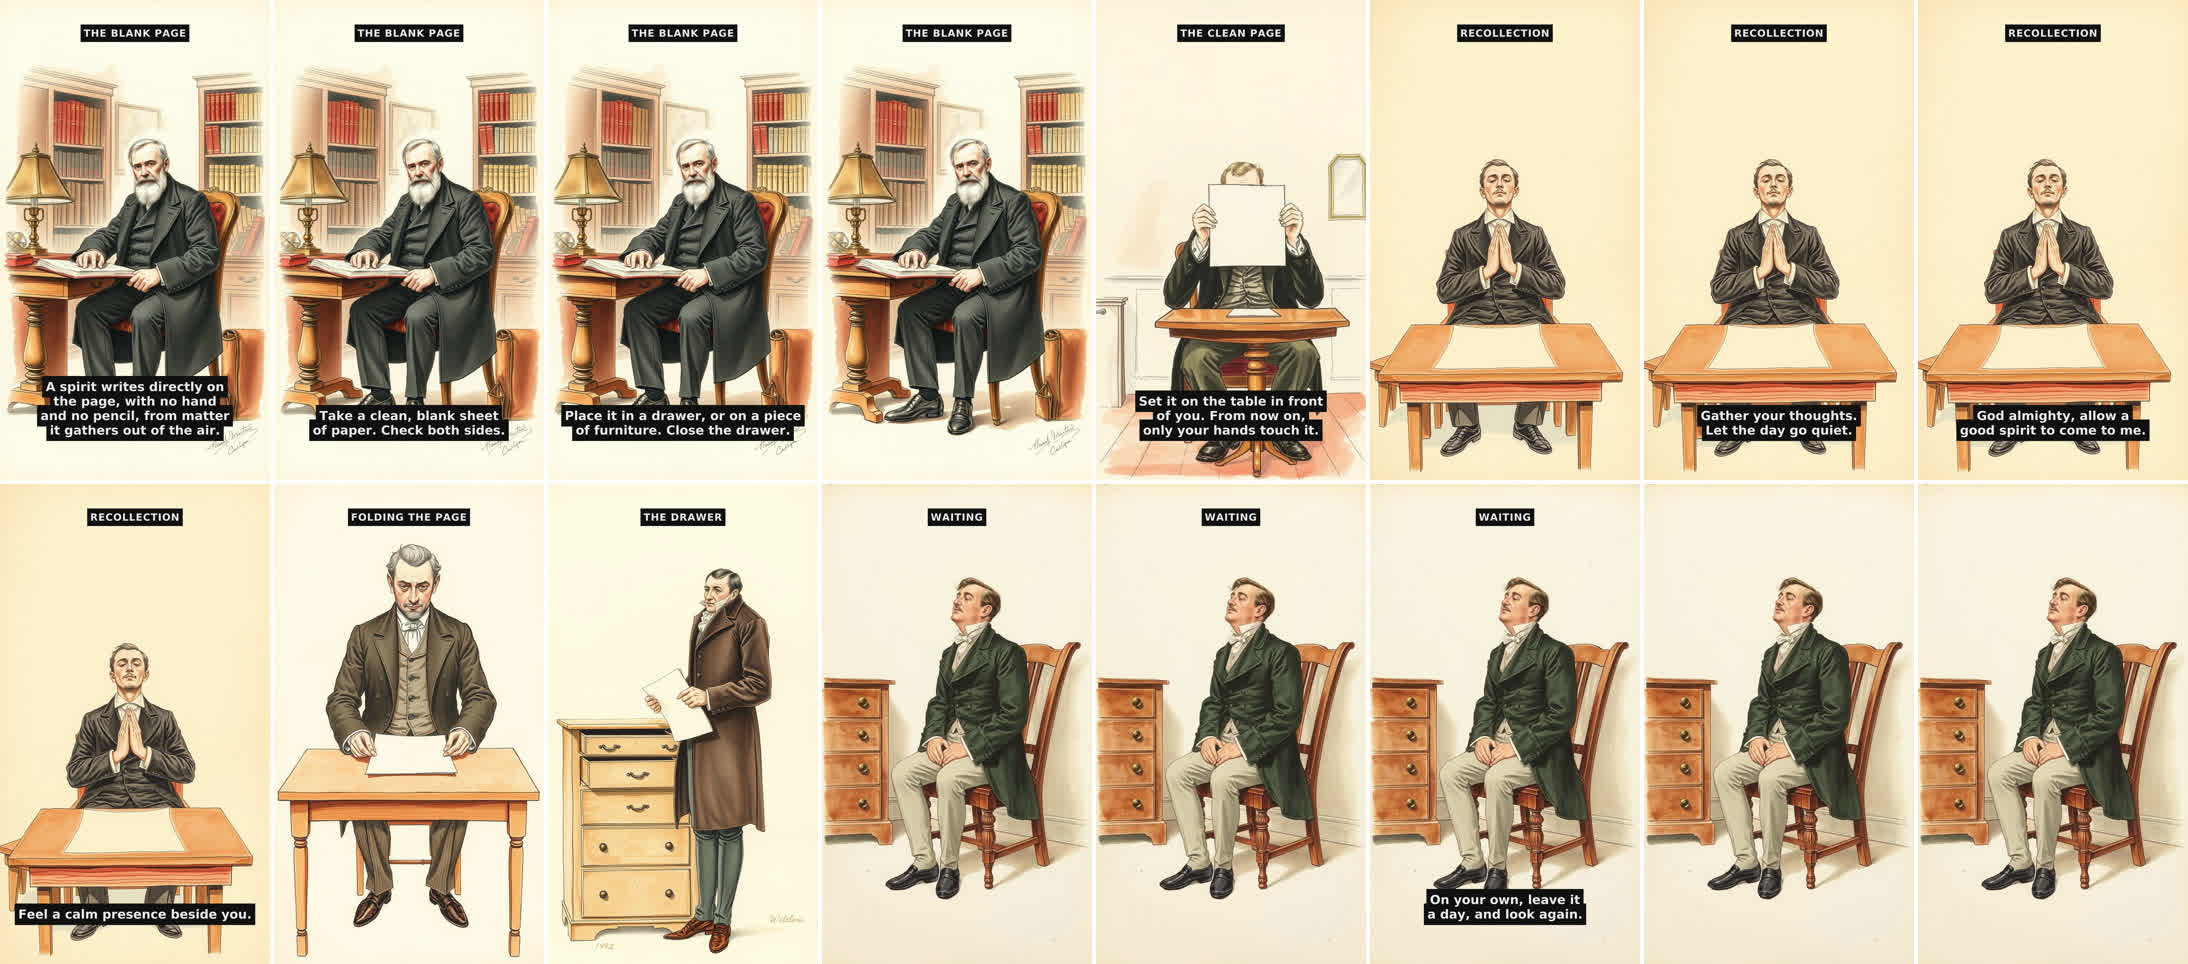 THE BLANK PAGE
A spirit writes directly on
the page, with no hand
and no pencil, from matter
it gathers out of the air.
THE BLANK PAGE
Take a clean, blank sheet
of paper. Check both sides.
THE BLANK PAGE
Place it in a drawer, or on a piece
of furniture. Close the drawer.
THE BLANK PAGE
THE CLEAN PAGE
Set it on the table in front
of you. From now on,
only your hands touch it.
RECOLLECTION
RECOLLECTION
Gather your thoughts.
Let the day go quiet.
RECOLLECTION
God almighty, allow a
good spirit to come to me.
RECOLLECTION
Feel a calm presence beside you.
FOLDING THE PAGE
THE DRAWER
WAITING
WAITING
WAITING
On your own, leave it
a day, and look again.